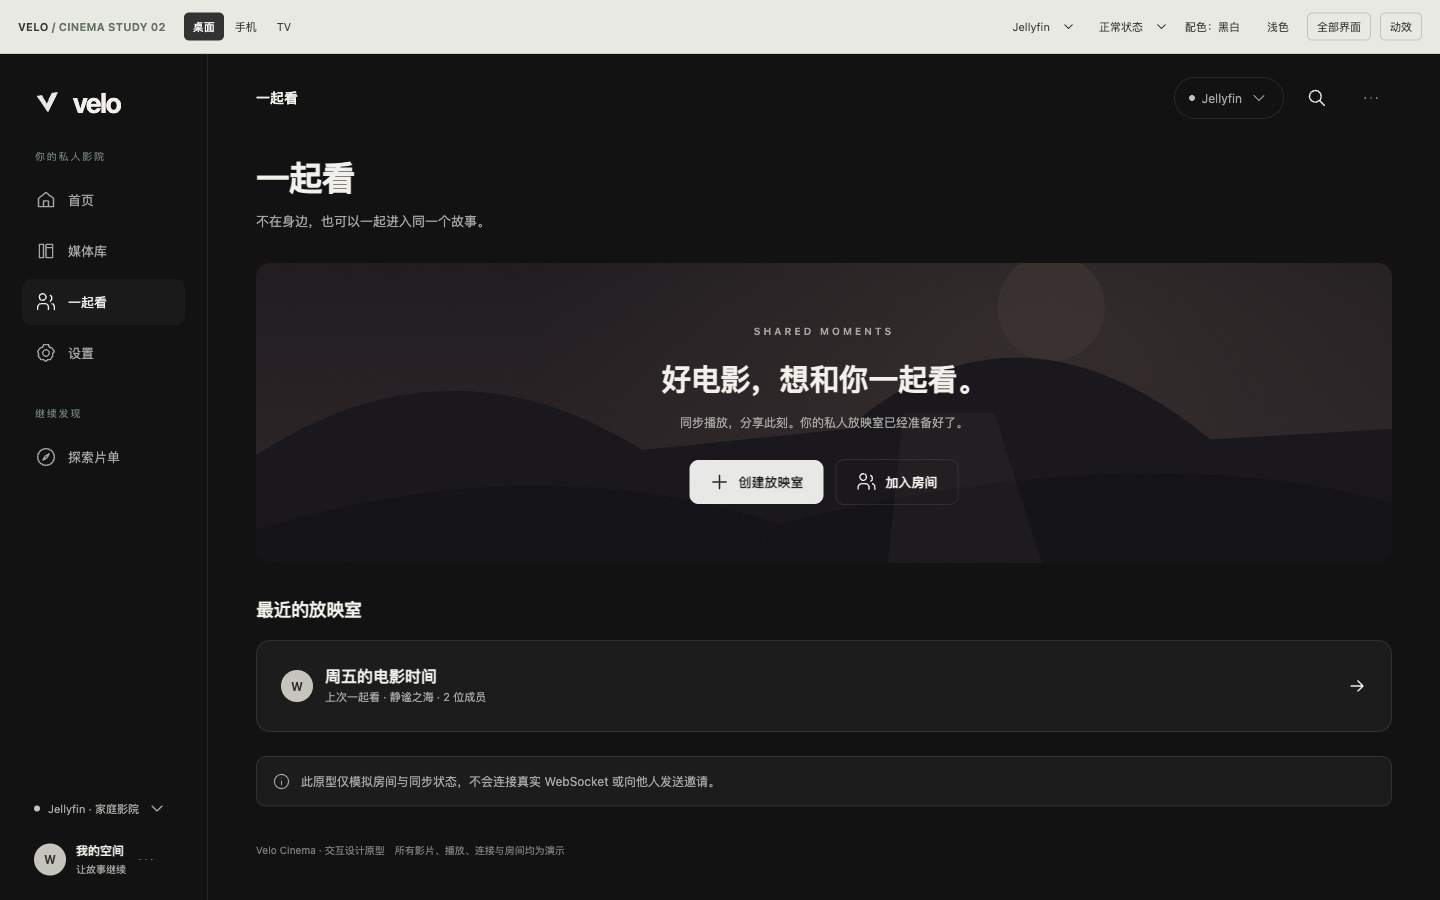 VELO / CINEMA STUDY 02
桌面
手机
TV
Jellyfin
正常状态
配色：黑白
浅色
全部界面
动效
velo
你的私人影院
首页
媒体库
一起看
设置
继续发现
探索片单
Jellyfin · 家庭影院
W
我的空间
让故事继续
...
一起看
Jellyfin
...
一起看
不在身边，也可以一起进入同一个故事。
SHARED MOMENTS
好电影，想和你一起看。
同步播放，分享此刻。你的私人放映室已经准备好了。
创建放映室
加入房间
最近的放映室
W
周五的电影时间
上次一起看 · 静谧之海 · 2 位成员
此原型仅模拟房间与同步状态，不会连接真实 WebSocket 或向他人发送邀请。
Velo Cinema · 交互设计原型 所有影片、播放、连接与房间均为演示